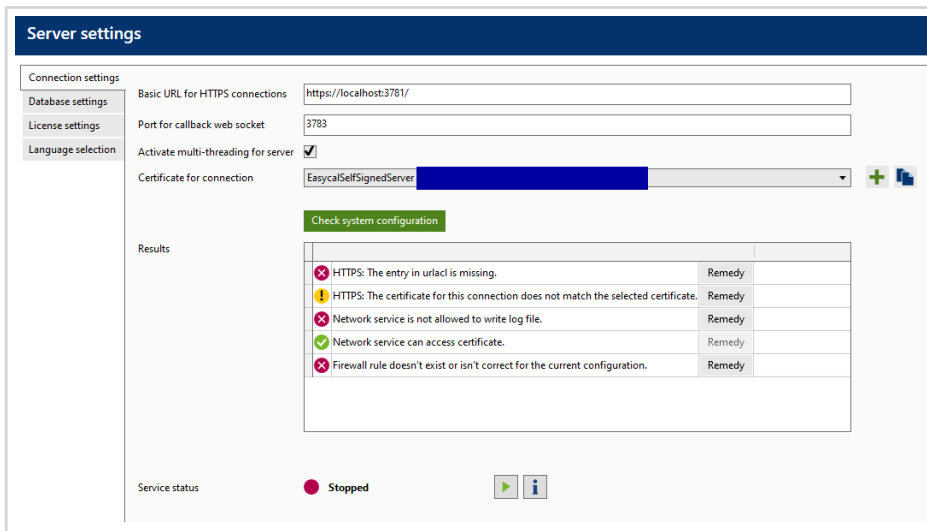 Server settings
Connection settings
Database settings
License settings
Language selection
Basic URL for HTTPS connections https://localhost:3781/
Port for callback web socket 3783
Activate multi-threading for server
Certificate for connection EasycalSelfSignedServer
Check system configuration
Results
HTTPS: The entry in urlacl is missing. Remedy
HTTPS: The certificate for this connection does not match the selected certificate. Remedy
Network service is not allowed to write log file. Remedy
Network service can access certificate. Remedy
Firewall rule doesn't exist or isn't correct for the current configuration. Remedy
Service status Stopped